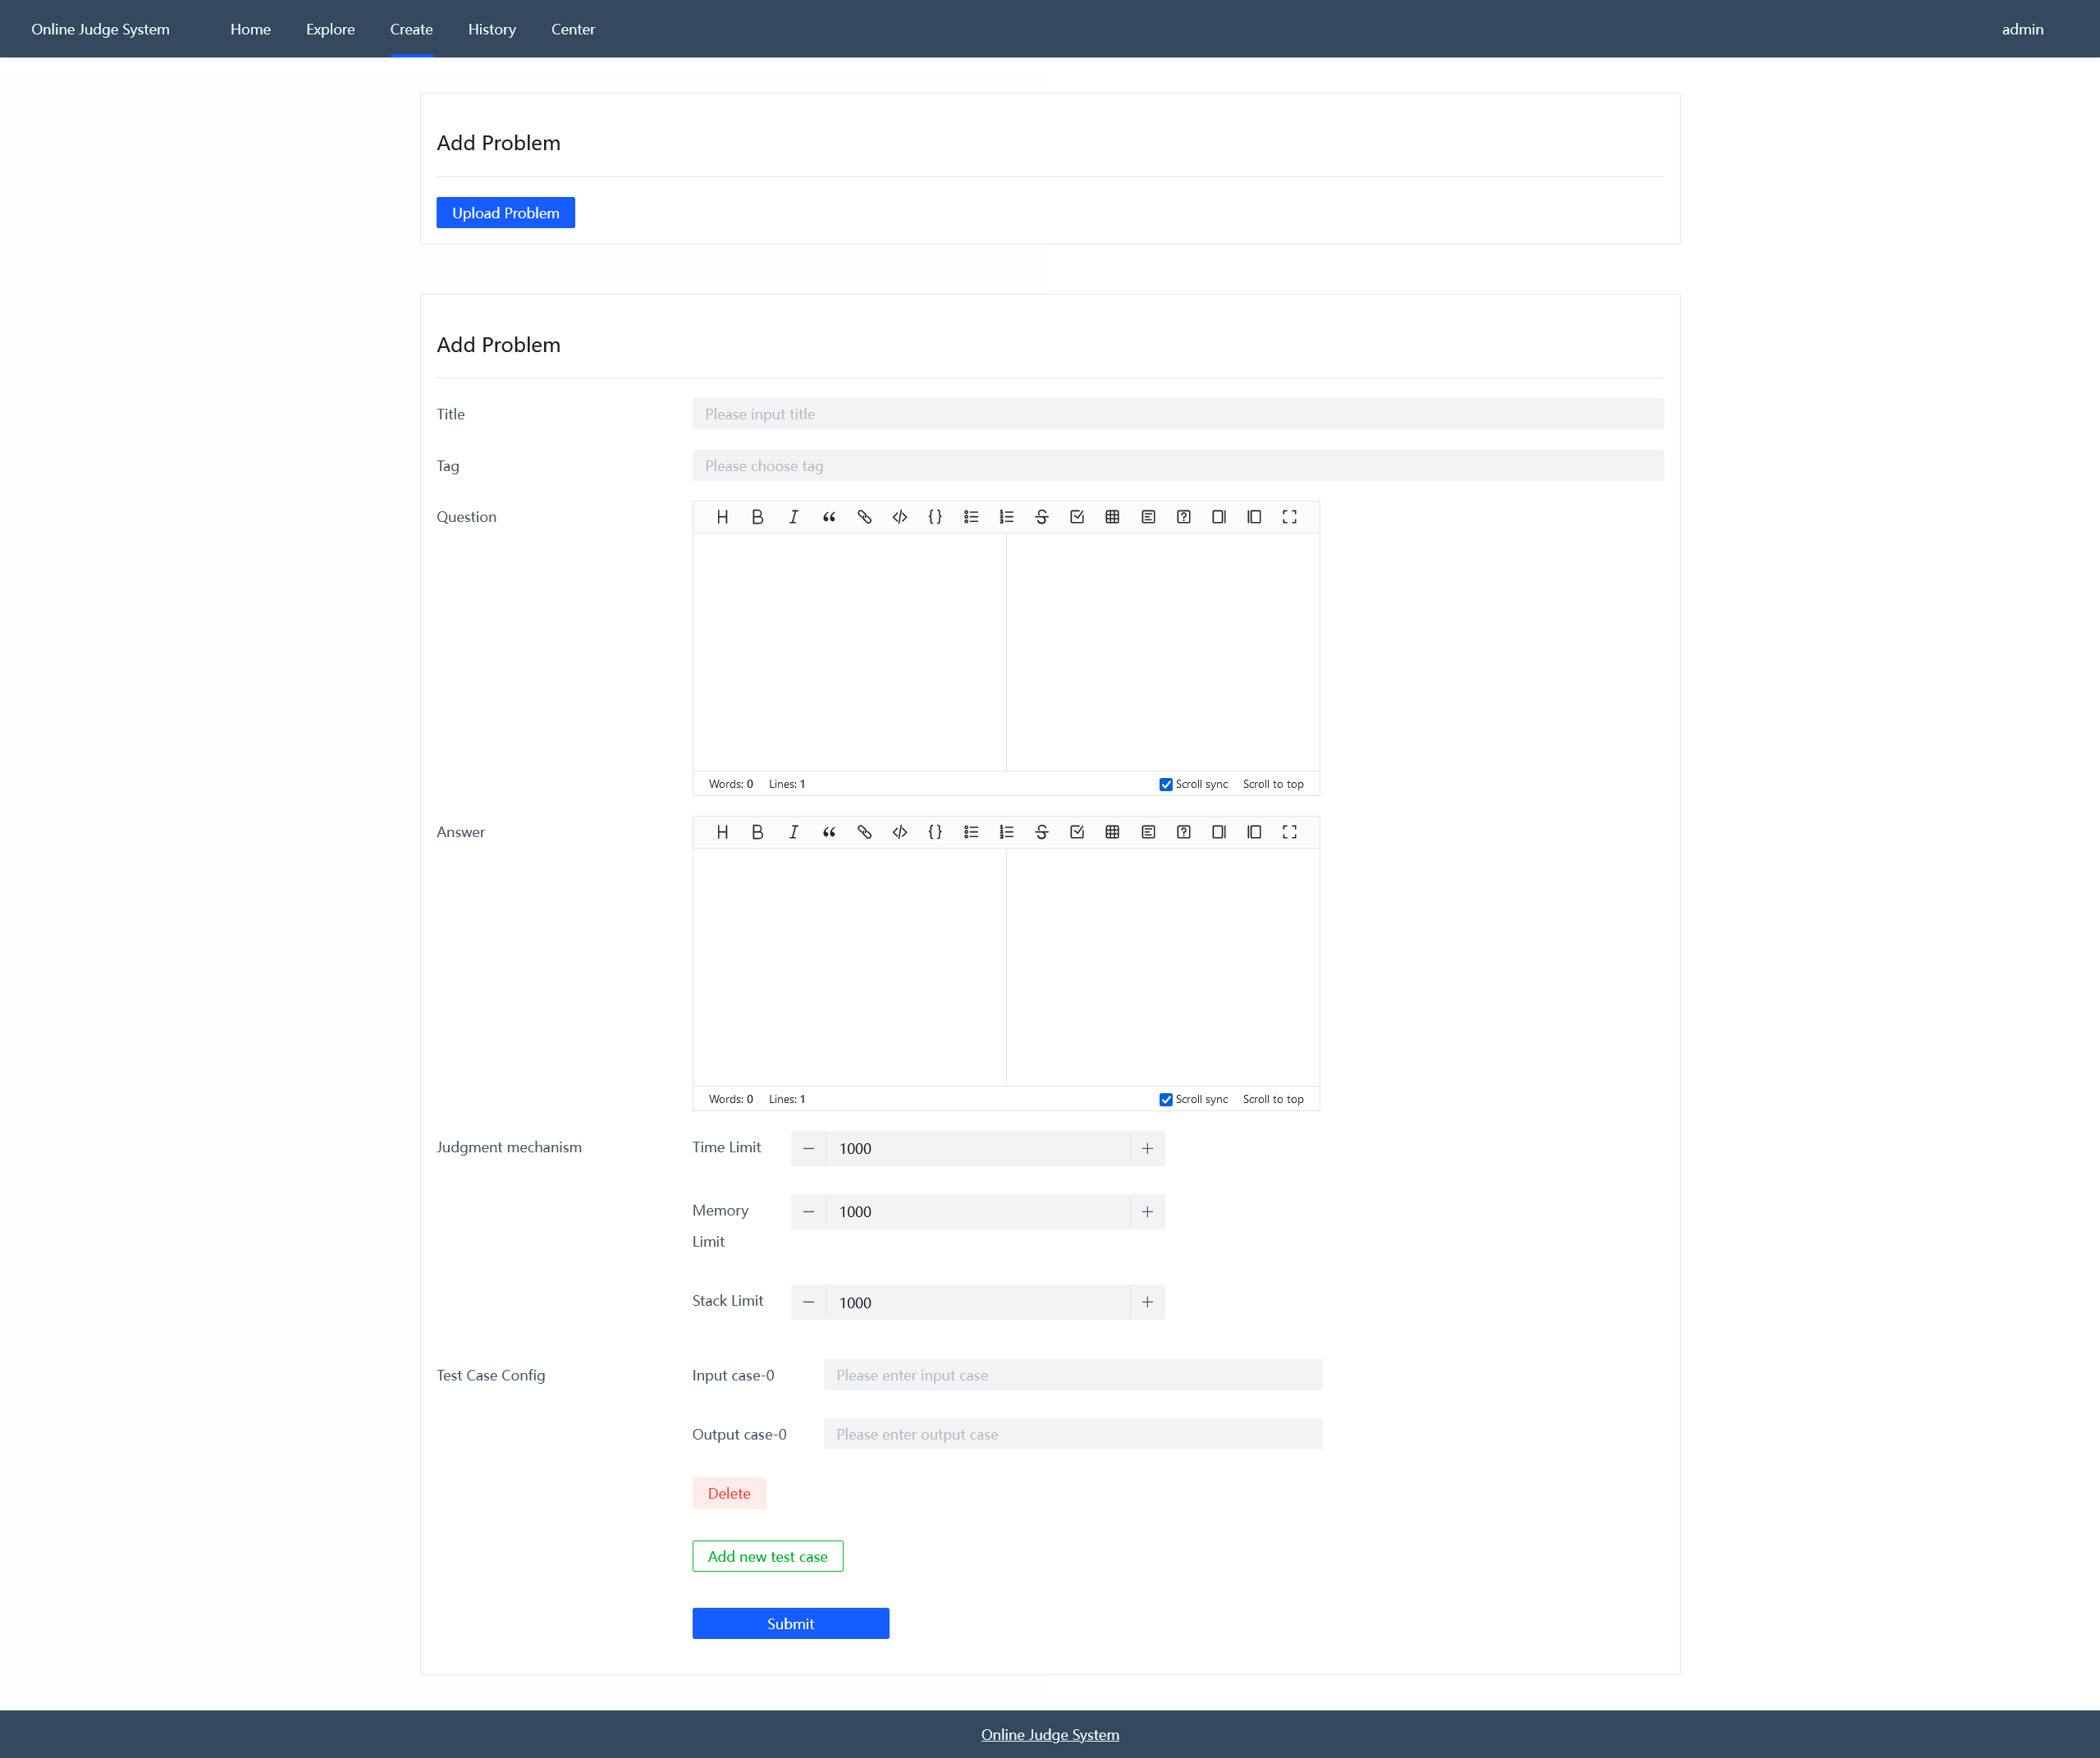 Online Judge System Home Explore Create History Center admin
Add Problem
Upload Problem
Add Problem
Title Please input title
Tag Please choose tag
Question
Words: 0 Lines: 1 Scroll sync Scroll to top
Answer
Words: 0 Lines: 1 Scroll sync Scroll to top
Judgment mechanism Time Limit 1000
Memory 1000
Limit
Stack Limit 1000
Test Case Config Input case-0 Please enter input case
Output case-0 Please enter output case
Delete
Add new test case
Submit
Online Judge System